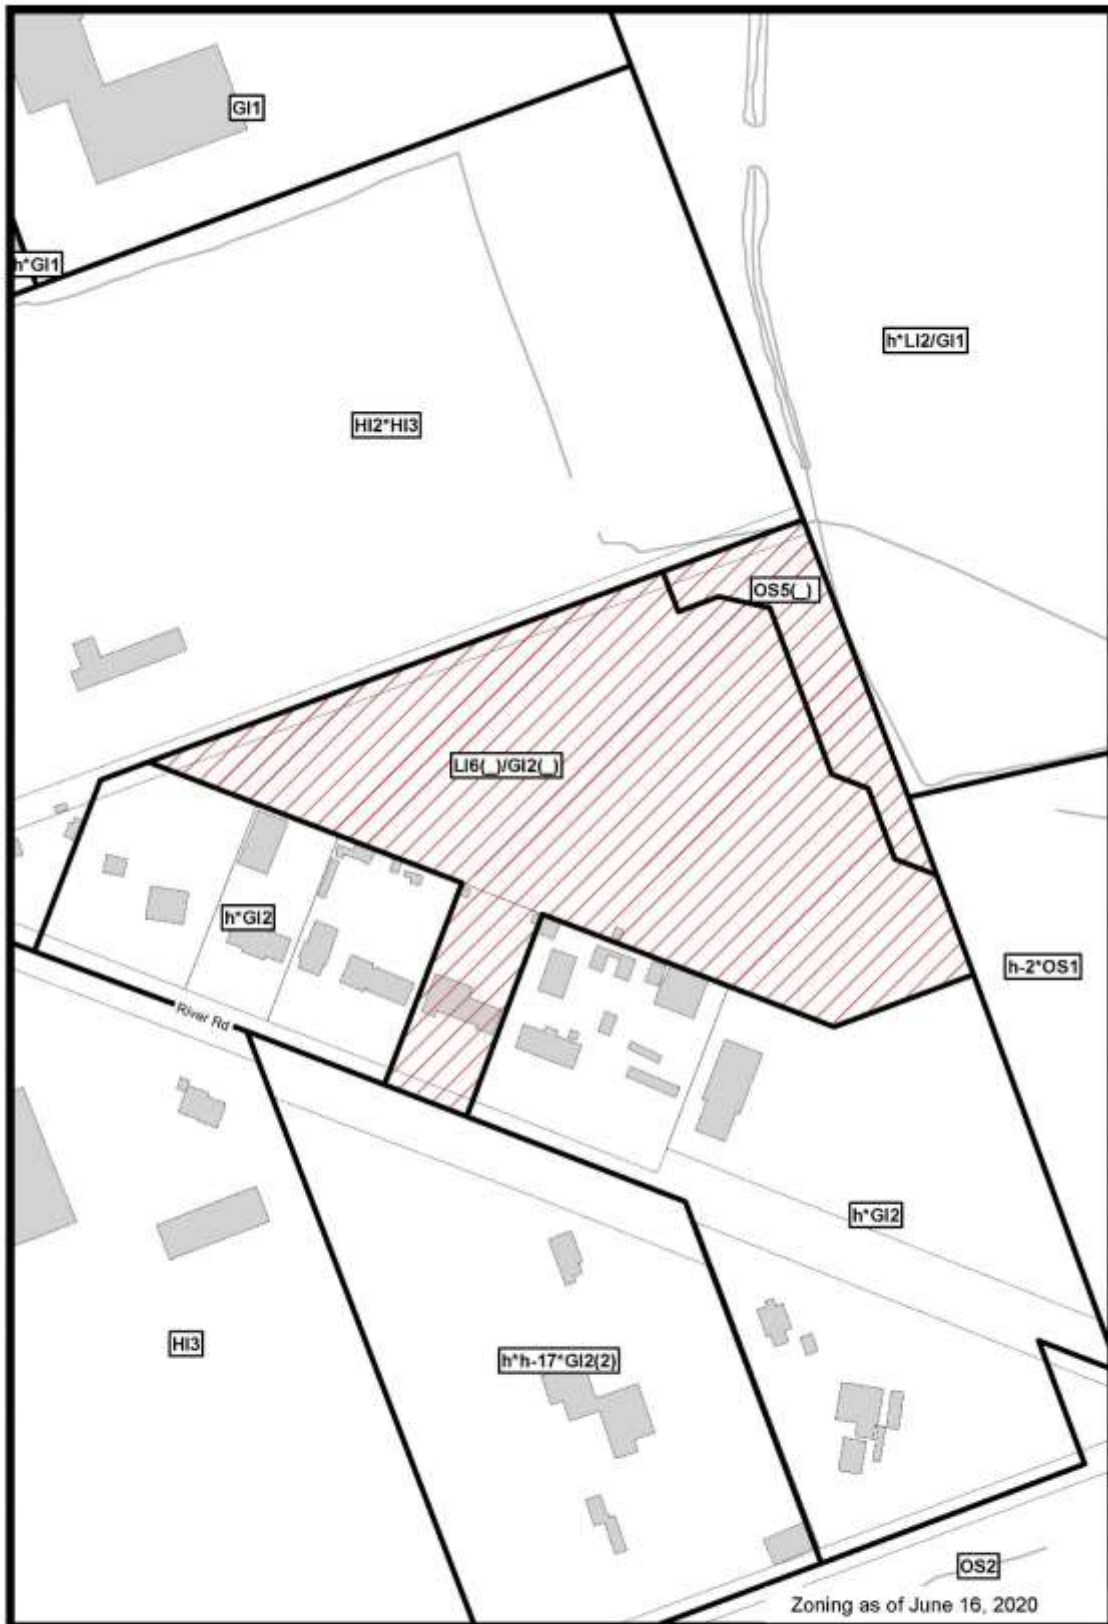 GI1
h*GI1
h*LI2/GI1
HI2*HI3
OS5(_)
LI6(_)/GI2(_)
h*GI2
h-2*OS1
River Rd
h*GI2
HI3
h*h-17*GI2(2)
OS2
Zoning as of June 16, 2020